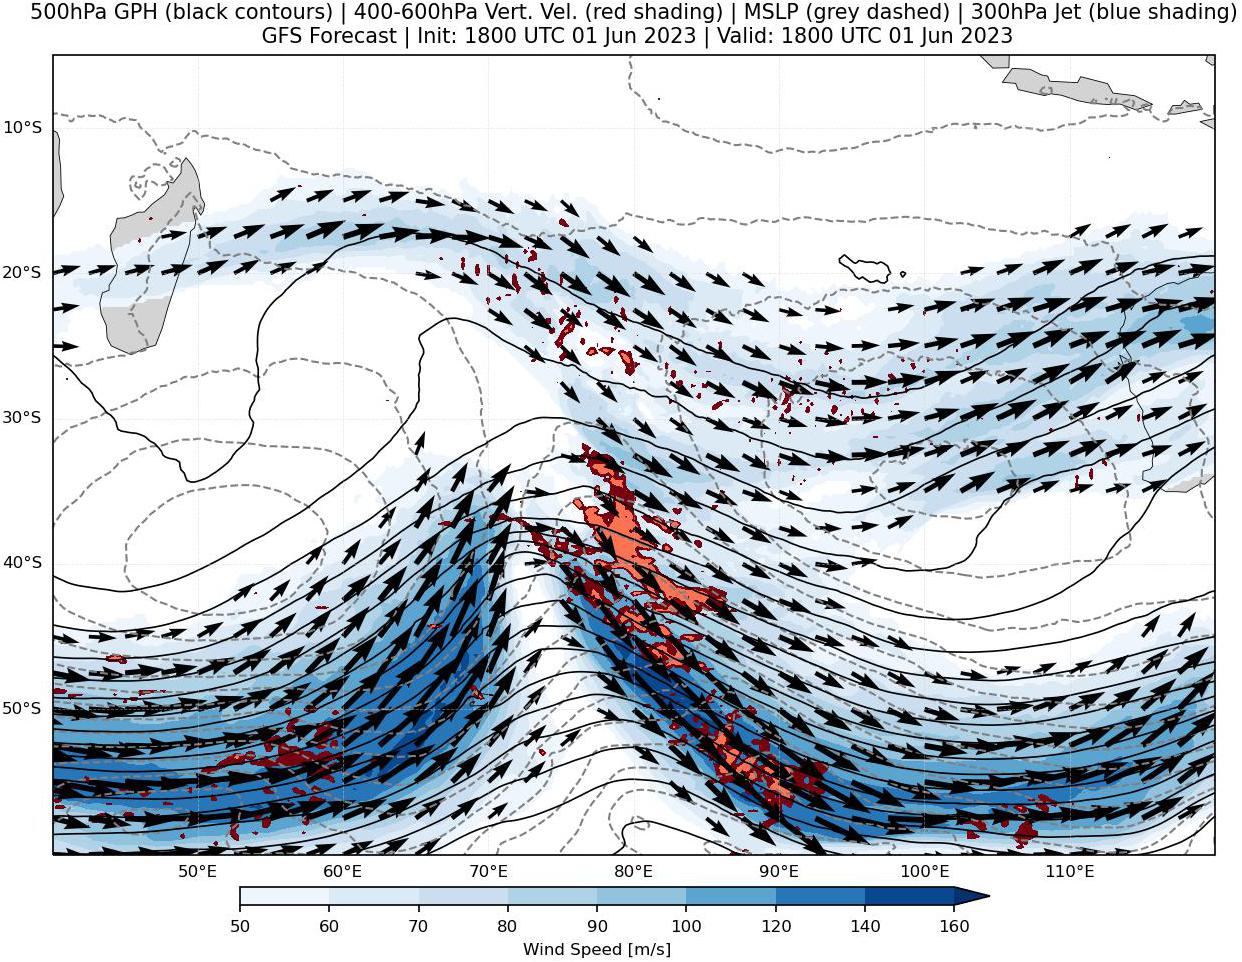 500hPa GPH (black contours) | 400-600hPa Vert. Vel. (red shading) | MSLP (grey dashed) | 300hPa Jet (blue shading)
GFS Forecast | Init: 1800 UTC 01 Jun 2023 | Valid: 1800 UTC 01 Jun 2023
10°S
20°S
30°S
40°S
50°S
50°E 60°E 70°E 80°E 90°E 100°E 110°E
50 60 70 80 90 100 120 140 160
Wind Speed [m/s]